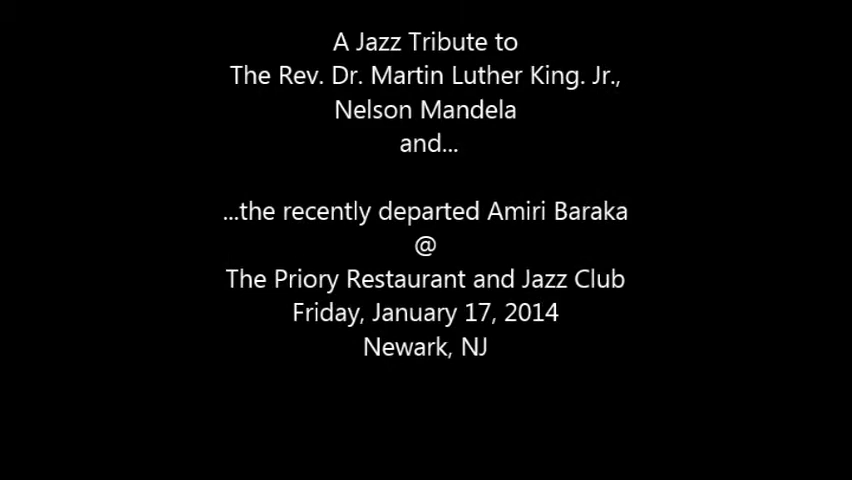 A Jazz Tribute to
The Rev. Dr. Martin Luther King. Jr.,
Nelson Mandela
and...
...the recently departed Amiri Baraka
@
The Priory Restaurant and Jazz Club
Friday, January 17, 2014
Newark, NJ